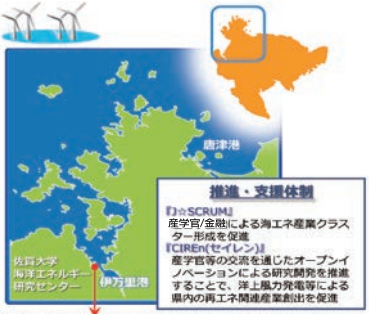 唐津港
推進・支援体制
『J☆SCRUM』
産学官/金融による海エネ産業クラス
ター形成を促進
『CIREn(セイレン)』
産学官等の交流を通じたオープンイ
ノベーションによる研究開発を推進
することで、洋上風力発電等による
県内の再エネ関連産業創出を促進
佐賀大学
海洋エネルギー
研究センター
伊万里港